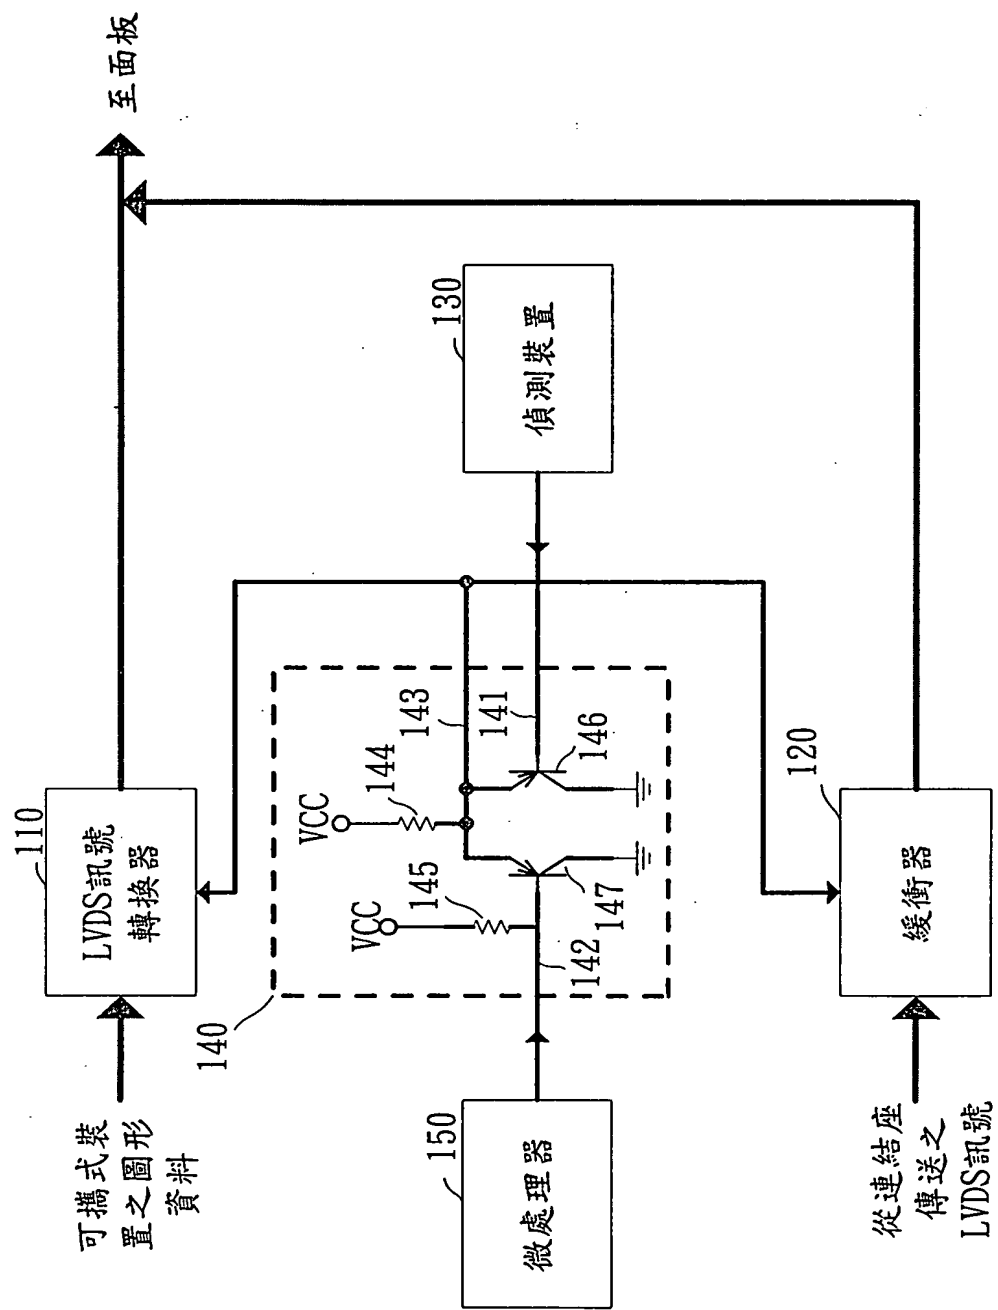 可攜式裝
置之圖形
資料
110
LVDS訊號
轉換器
至面板
140
VCC
144
143
VCC
145
142
147
146
141
130
偵測裝置
150
微處理器
120
緩衝器
從連結座
傳送之
LVDS訊號